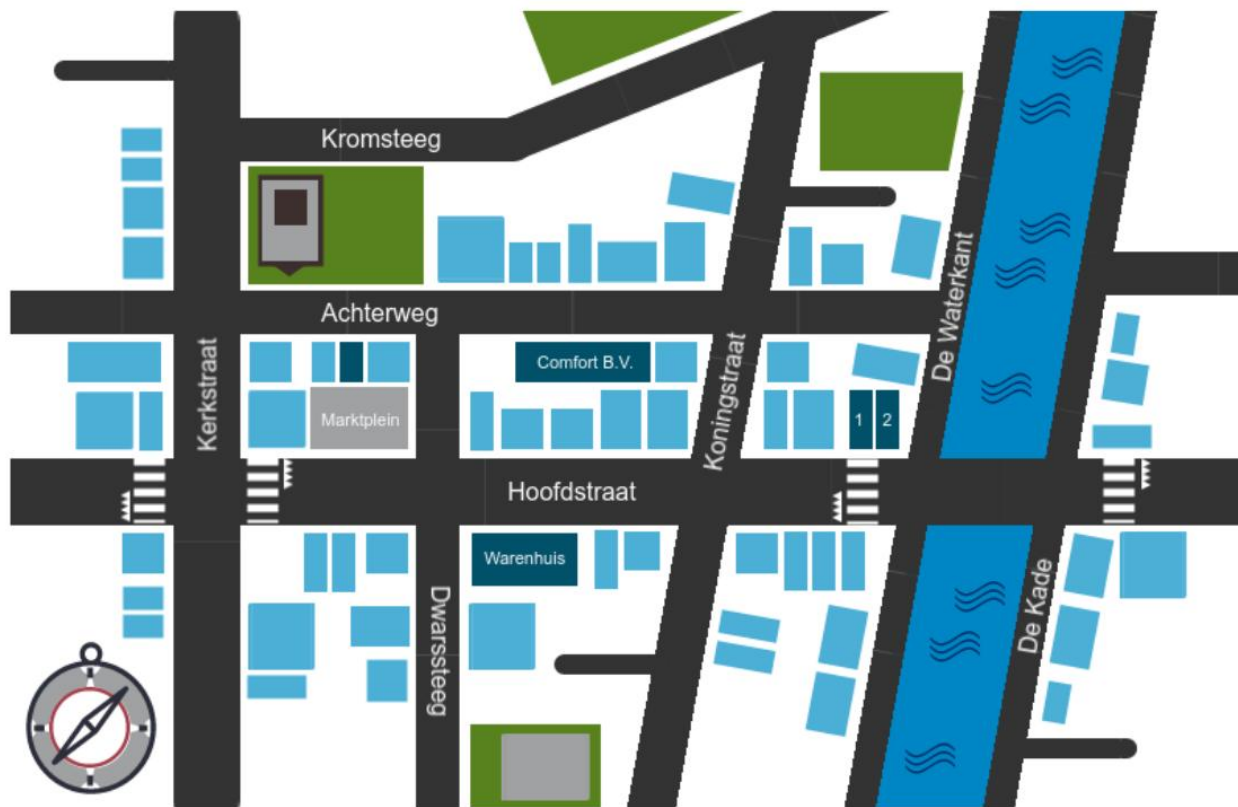 Kromsteeg
Achterweg
Kerkstraat
De Waterkant
Comfort B.V.
Marktplein
Koningstraat
1
2
Hoofdstraat
Warenhuis
Dwarssteeg
De Kade